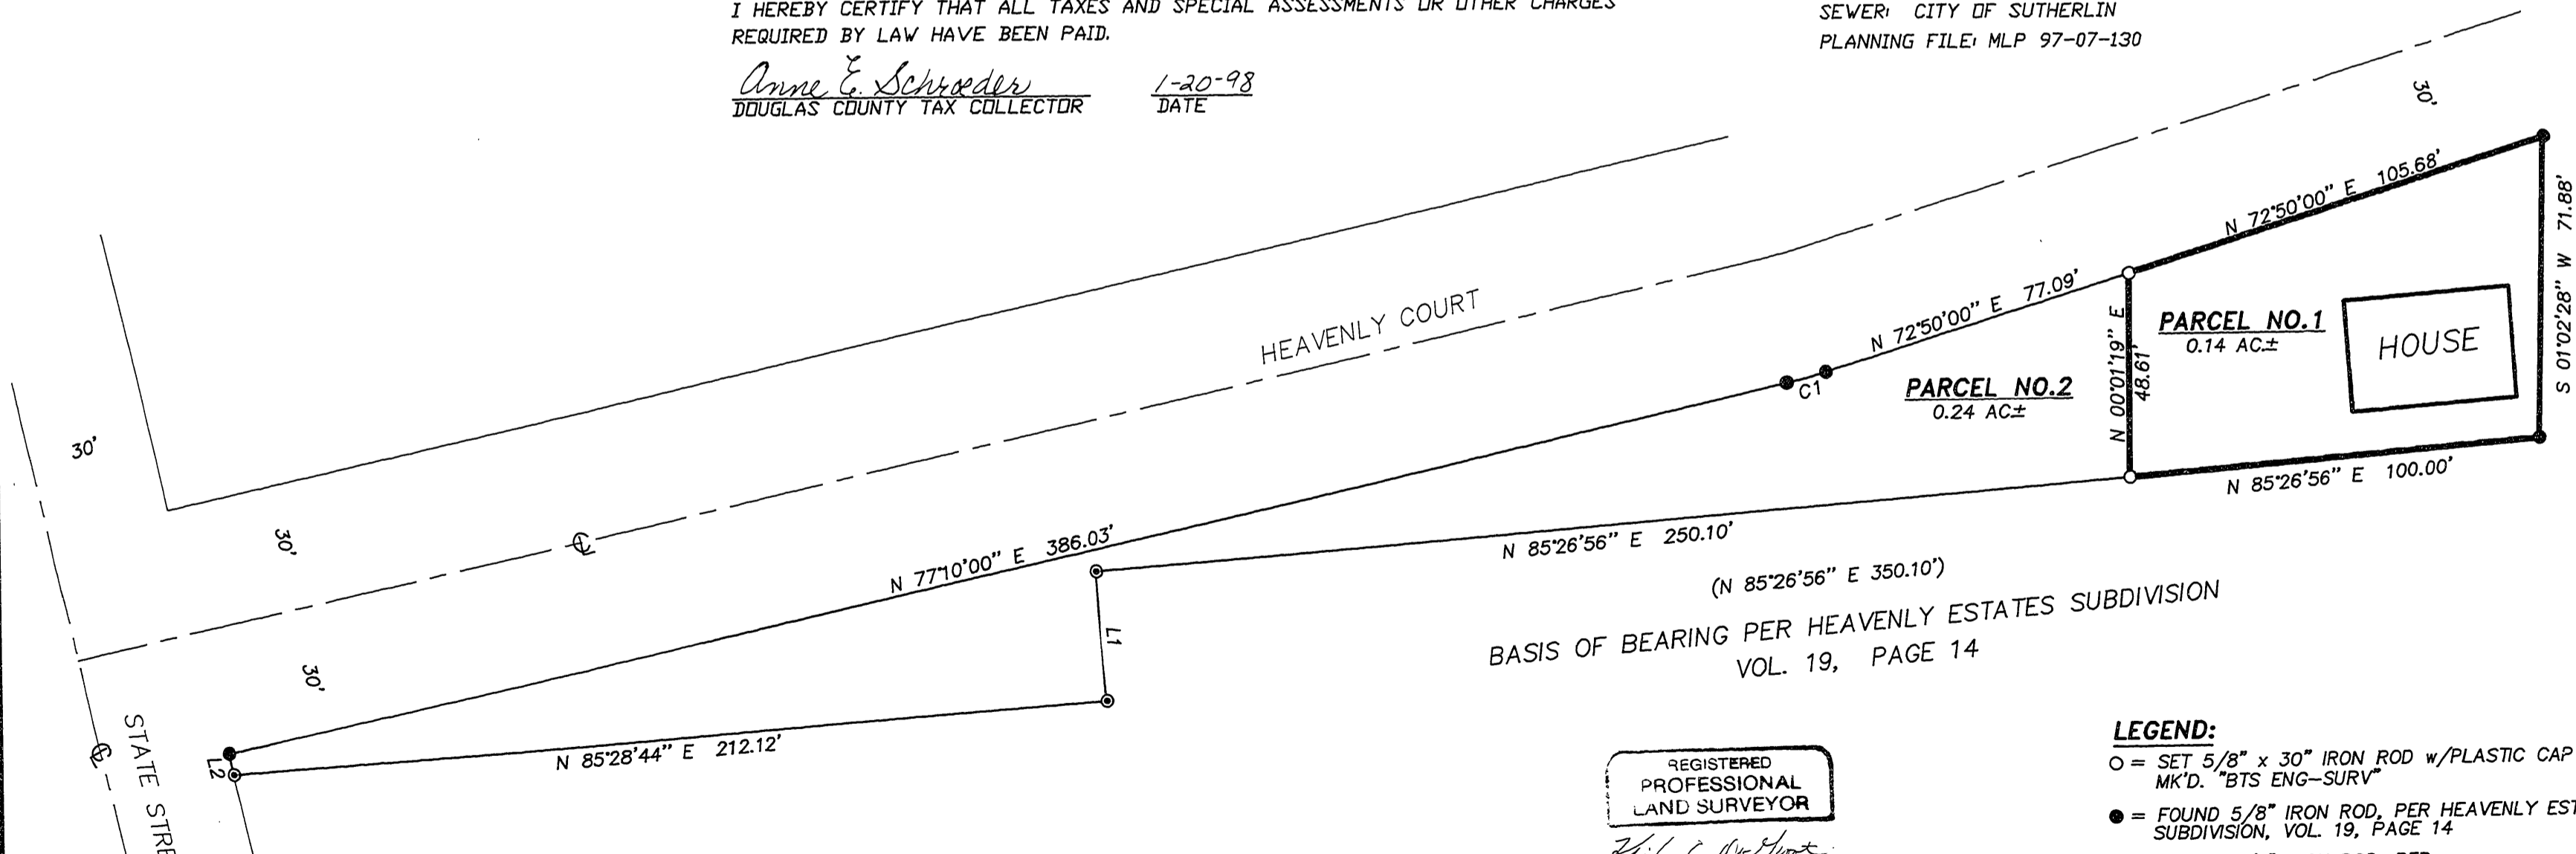 I HEREBY CERTIFY THAT ALL TAXES AND SPECIAL ASSESSMENTS OR OTHER CHARGES
REQUIRED BY LAW HAVE BEEN PAID.
Anne E. Schroeder 1-20-98
DOUGLAS COUNTY TAX COLLECTOR DATE
SEWER: CITY OF SUTHERLIN
PLANNING FILE: MLP 97-07-130
30'
N 72°50'00" E 105.68'
S 01°02'28" W 71.88'
HEAVENLY COURT
N 72°50'00" E 77.09'
C1
N 00°01'19" E
48.61'
PARCEL NO.1
0.14 AC.±
HOUSE
PARCEL NO.2
0.24 AC±
N 85°26'56" E 100.00'
30'
30'
N 77°10'00" E 386.03'
N 85°26'56" E 250.10'
(N 85°26'56" E 350.10')
BASIS OF BEARING PER HEAVENLY ESTATES SUBDIVISION
VOL. 19, PAGE 14
L1
30'
N 85°28'44" E 212.12'
L2
STATE STRE
REGISTERED
PROFESSIONAL
LAND SURVEYOR
LEGEND:
O = SET 5/8" x 30" IRON ROD w/PLASTIC CAP
MK'D. "BTS ENG-SURV"
● = FOUND 5/8" IRON ROD, PER HEAVENLY EST
SUBDIVISION, VOL. 19, PAGE 14